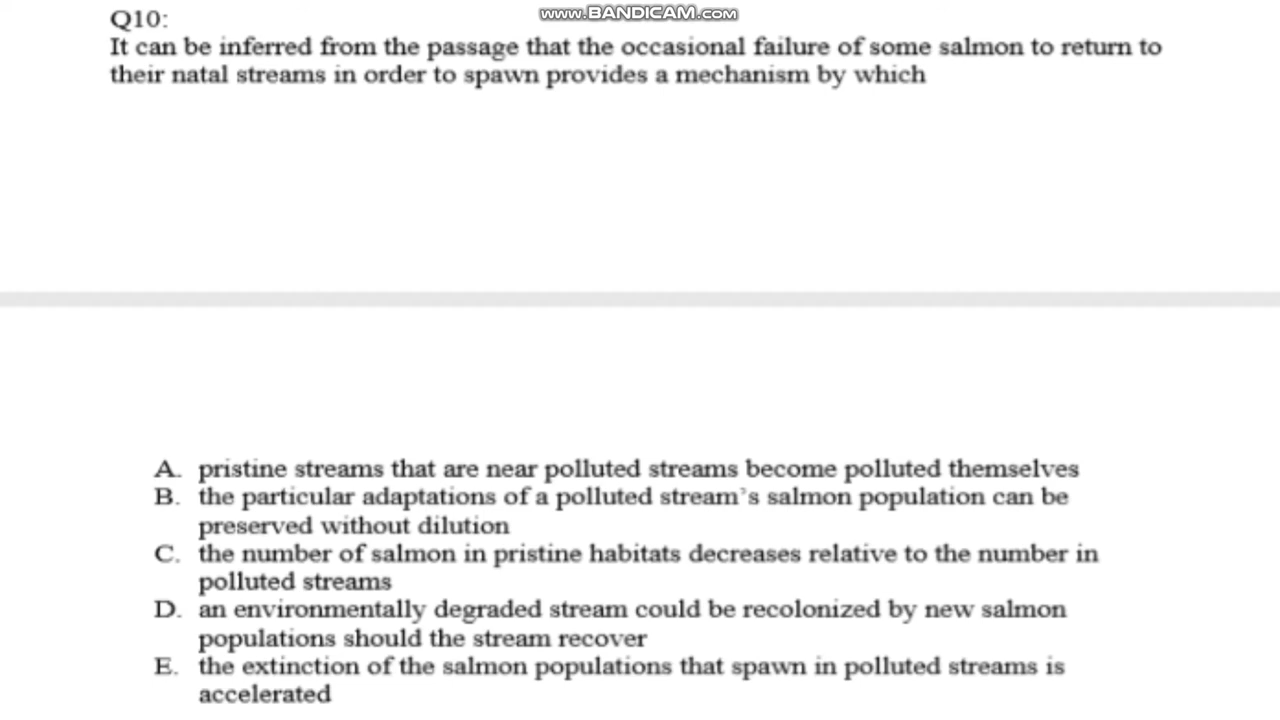 www.BANDICAM.com
Q10:
It can be inferred from the passage that the occasional failure of some salmon to return to
their natal streams in order to spawn provides a mechanism by which
A. pristine streams that are near polluted streams become polluted themselves
B. the particular adaptations of a polluted stream's salmon population can be
preserved without dilution
C. the number of salmon in pristine habitats decreases relative to the number in
polluted streams
D. an environmentally degraded stream could be recolonized by new salmon
populations should the stream recover
E. the extinction of the salmon populations that spawn in polluted streams is
accelerated